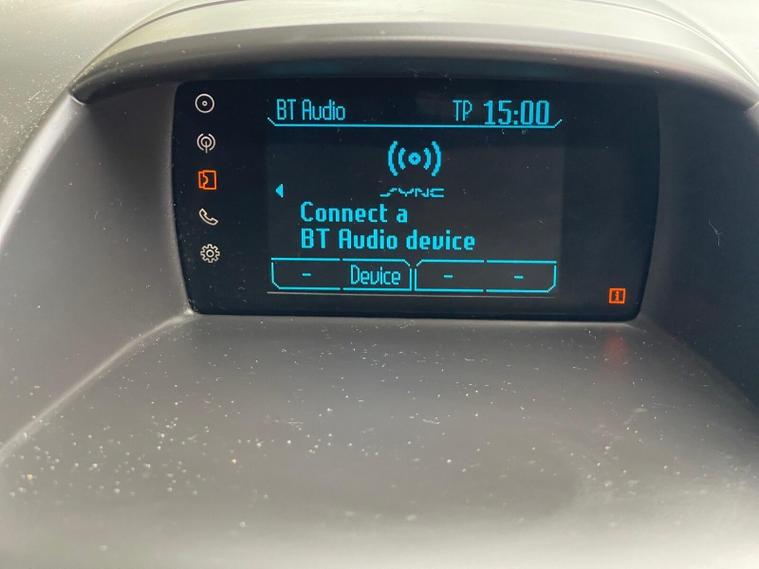 BT Audio TP 15:00
SYNC
Connect a
BT Audio device
- Device - -
i